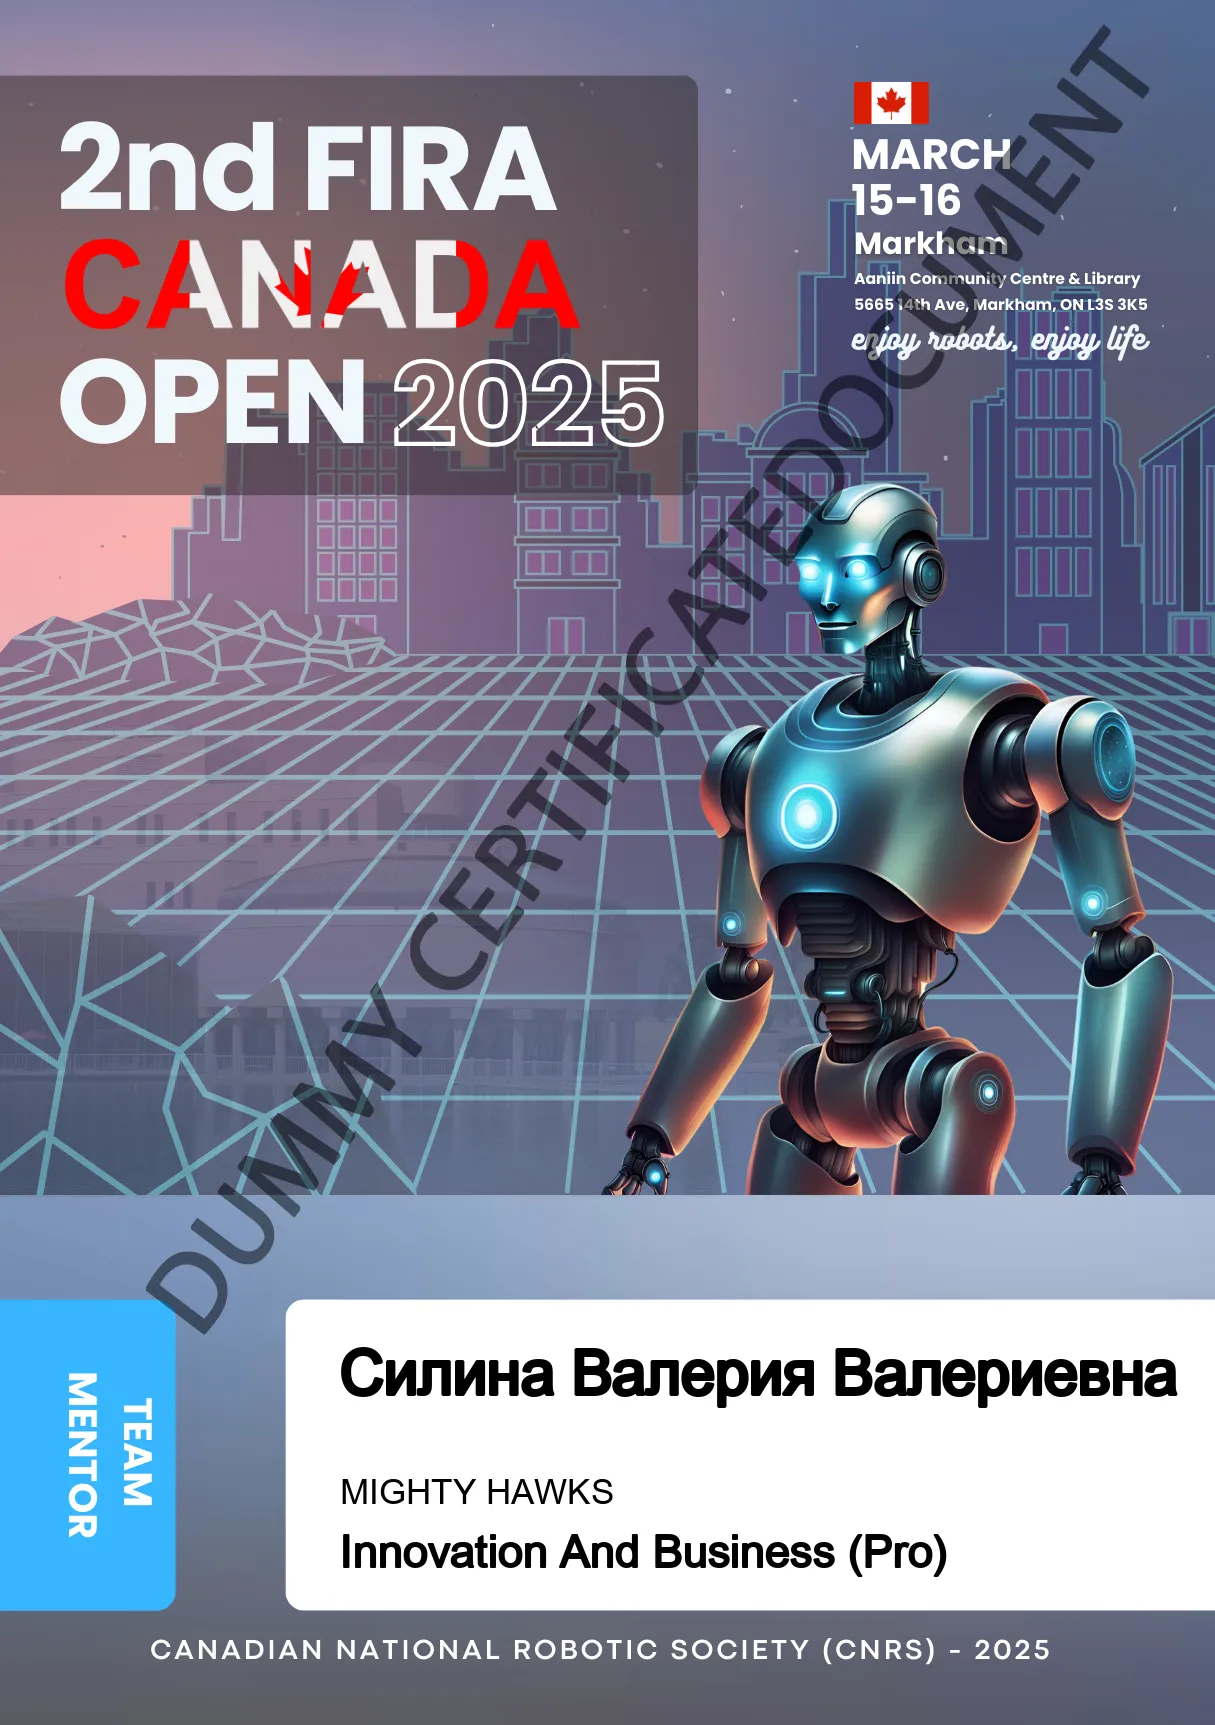 2nd FIRA
CANADA
OPEN 2025
MARCH
15-16
Markham
Aaniin Community Centre & Library
5665 14th Ave, Markham, ON L3S 3K5
enjoy robots, enjoy life
DUMMY CERTIFICATEDOCUMENT
TEAM
MENTOR
Силина Валерия Валериевна
MIGHTY HAWKS
Innovation And Business (Pro)
CANADIAN NATIONAL ROBOTIC SOCIETY (CNRS) - 2025